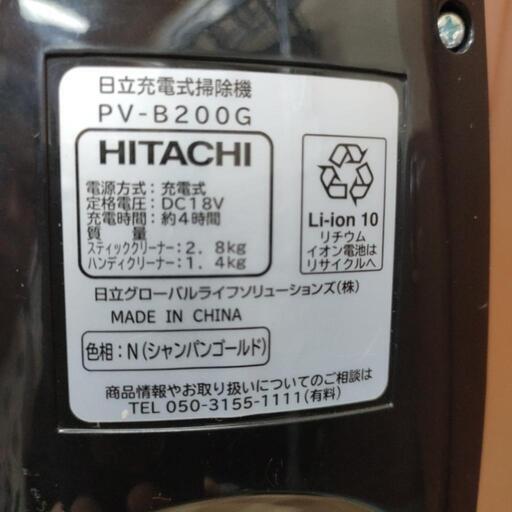 日立充電式掃除機
PV-B200G
HITACHI
電源方式：充電式
定格電圧：DC18V
充電時間：約4時間
質　　量
スティッククリーナー：2.8kg
ハンディクリーナー：1.4kg
Li-ion 10
リチウム
イオン電池は
リサイクルへ
日立グローバルライフソリューションズ(株)
MADE IN CHINA
色相：N(シャンパンゴールド)
商品情報やお取り扱いについてのご相談は
TEL 050-3155-1111(有料)